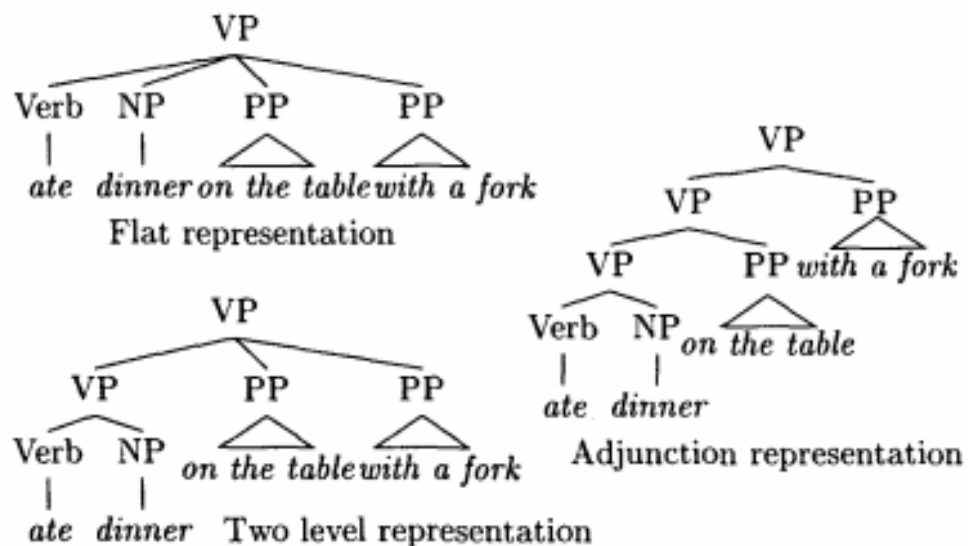 VP
Verb NP PP PP
ate dinner on the table with a fork
Flat representation
VP
VP PP PP
Verb NP
on the table with a fork
ate dinner
Two level representation
VP
VP PP
VP PP with a fork
Verb NP on the table
ate dinner
Adjunction representation